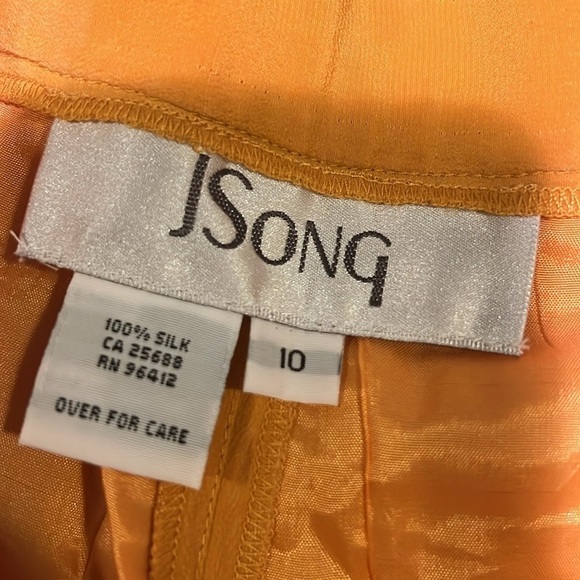 JSONG
100% SILK
CA 25688
RN 96412
OVER FOR CARE
10